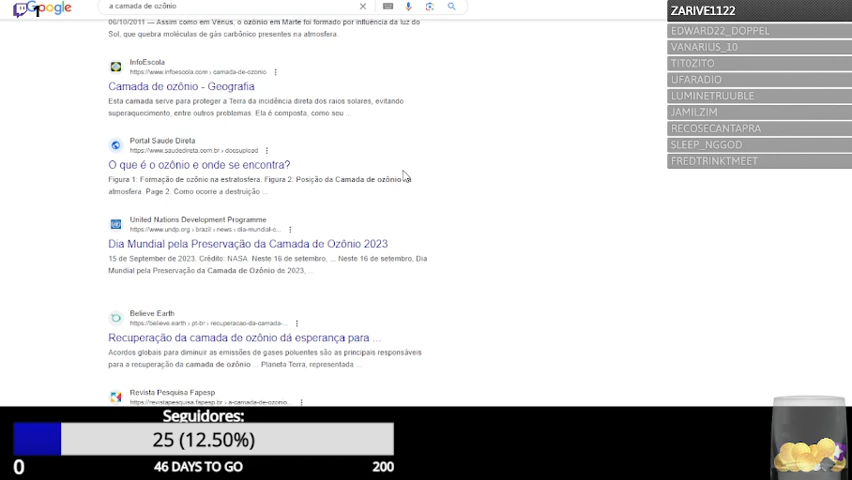 Google
a camada de ozônio
06/10/2011 — Assim como em Vênus, o ozônio em Marte foi formado por influência da luz do
Sol, que quebra moléculas de gás carbônico presentes na atmosfera.
InfoEscola
https://www.infoescola.com › camada-de-ozonio
Camada de ozônio - Geografia
Esta camada serve para proteger a Terra da incidência direta dos raios solares, evitando
superaquecimento, entre outros problemas. Ela é composta, como seu ...
Portal Saude Direta
https://www.saudedireta.com.br › docsupload
O que é o ozônio e onde se encontra?
Figura 1: Formação de ozônio na estratosfera. Figura 2: Posição da Camada de ozônio na
atmosfera. Page 2. Como ocorre a destruição ...
United Nations Development Programme
https://www.undp.org › brazil › news › dia-mundial-c...
Dia Mundial pela Preservação da Camada de Ozônio 2023
15 de September de 2023. Crédito: NASA. Neste 16 de setembro, ... Neste 16 de setembro, Dia
Mundial pela Preservação da Camada de Ozônio de 2023, ...
Believe Earth
https://believe.earth › pt-br › recuperacao-da-camada-...
Recuperação da camada de ozônio dá esperança para ...
Acordos globais para diminuir as emissões de gases poluentes são as principais responsáveis
para a recuperação da camada de ozônio ... Planeta Terra, representada ...
Revista Pesquisa Fapesp
https://revistapesquisa.fapesp.br › a-camada-de-ozonio...
ZARIVE1122
EDWARD22_DOPPEL
VANARIUS_10
TIT0ZITO
UFARADIO
LUMINETRUUBLE
JAMILZIM
RECOSECANTAPRA
SLEEP_NGGOD
FREDTRINKTMEET
Seguidores:
25 (12.50%)
0
46 DAYS TO GO
200